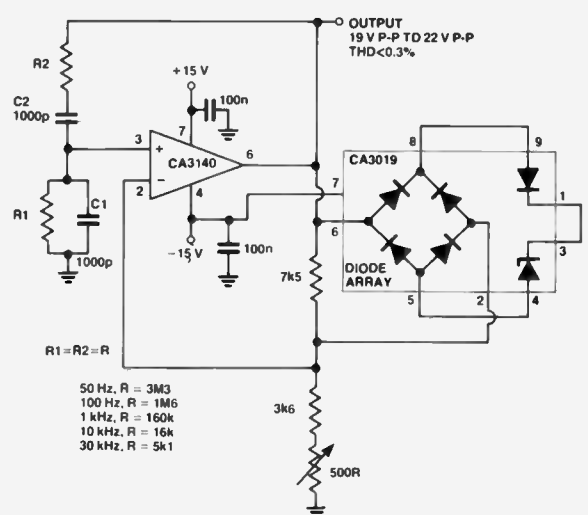 OUTPUT
19 V P-P TD 22 V P-P
THD<0.3%
R2
+15 V
C2
1000p
100n
7
3
+
CA3140
6
2
−
4
R1
C1
1000p
−15 V
100n
8
9
CA3019
7
6
1
3
DIODE
ARRAY
5
2
4
7k5
R1=R2=R
50 Hz, R = 3M3
100 Hz, R = 1M6
1 kHz, R = 160k
10 kHz, R = 16k
30 kHz, R = 5k1
3k6
500R